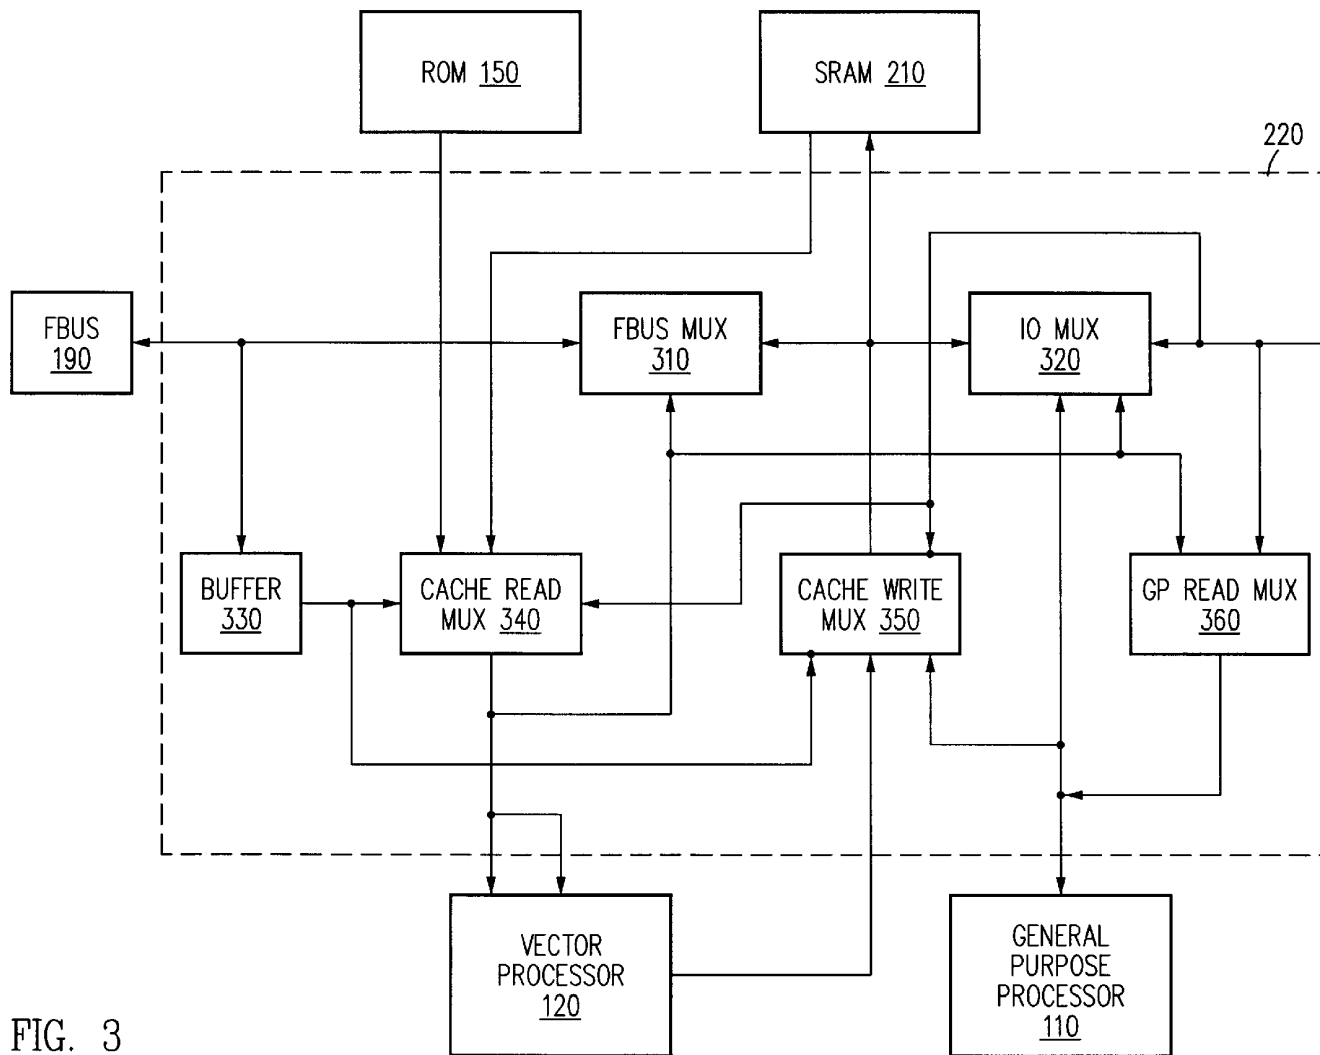 ROM 150
SRAM 210
220
FBUS
190
FBUS MUX
310
IO MUX
320
BUFFER
330
CACHE READ
MUX 340
CACHE WRITE
MUX 350
GP READ MUX
360
VECTOR
PROCESSOR
120
GENERAL
PURPOSE
PROCESSOR
110
FIG. 3